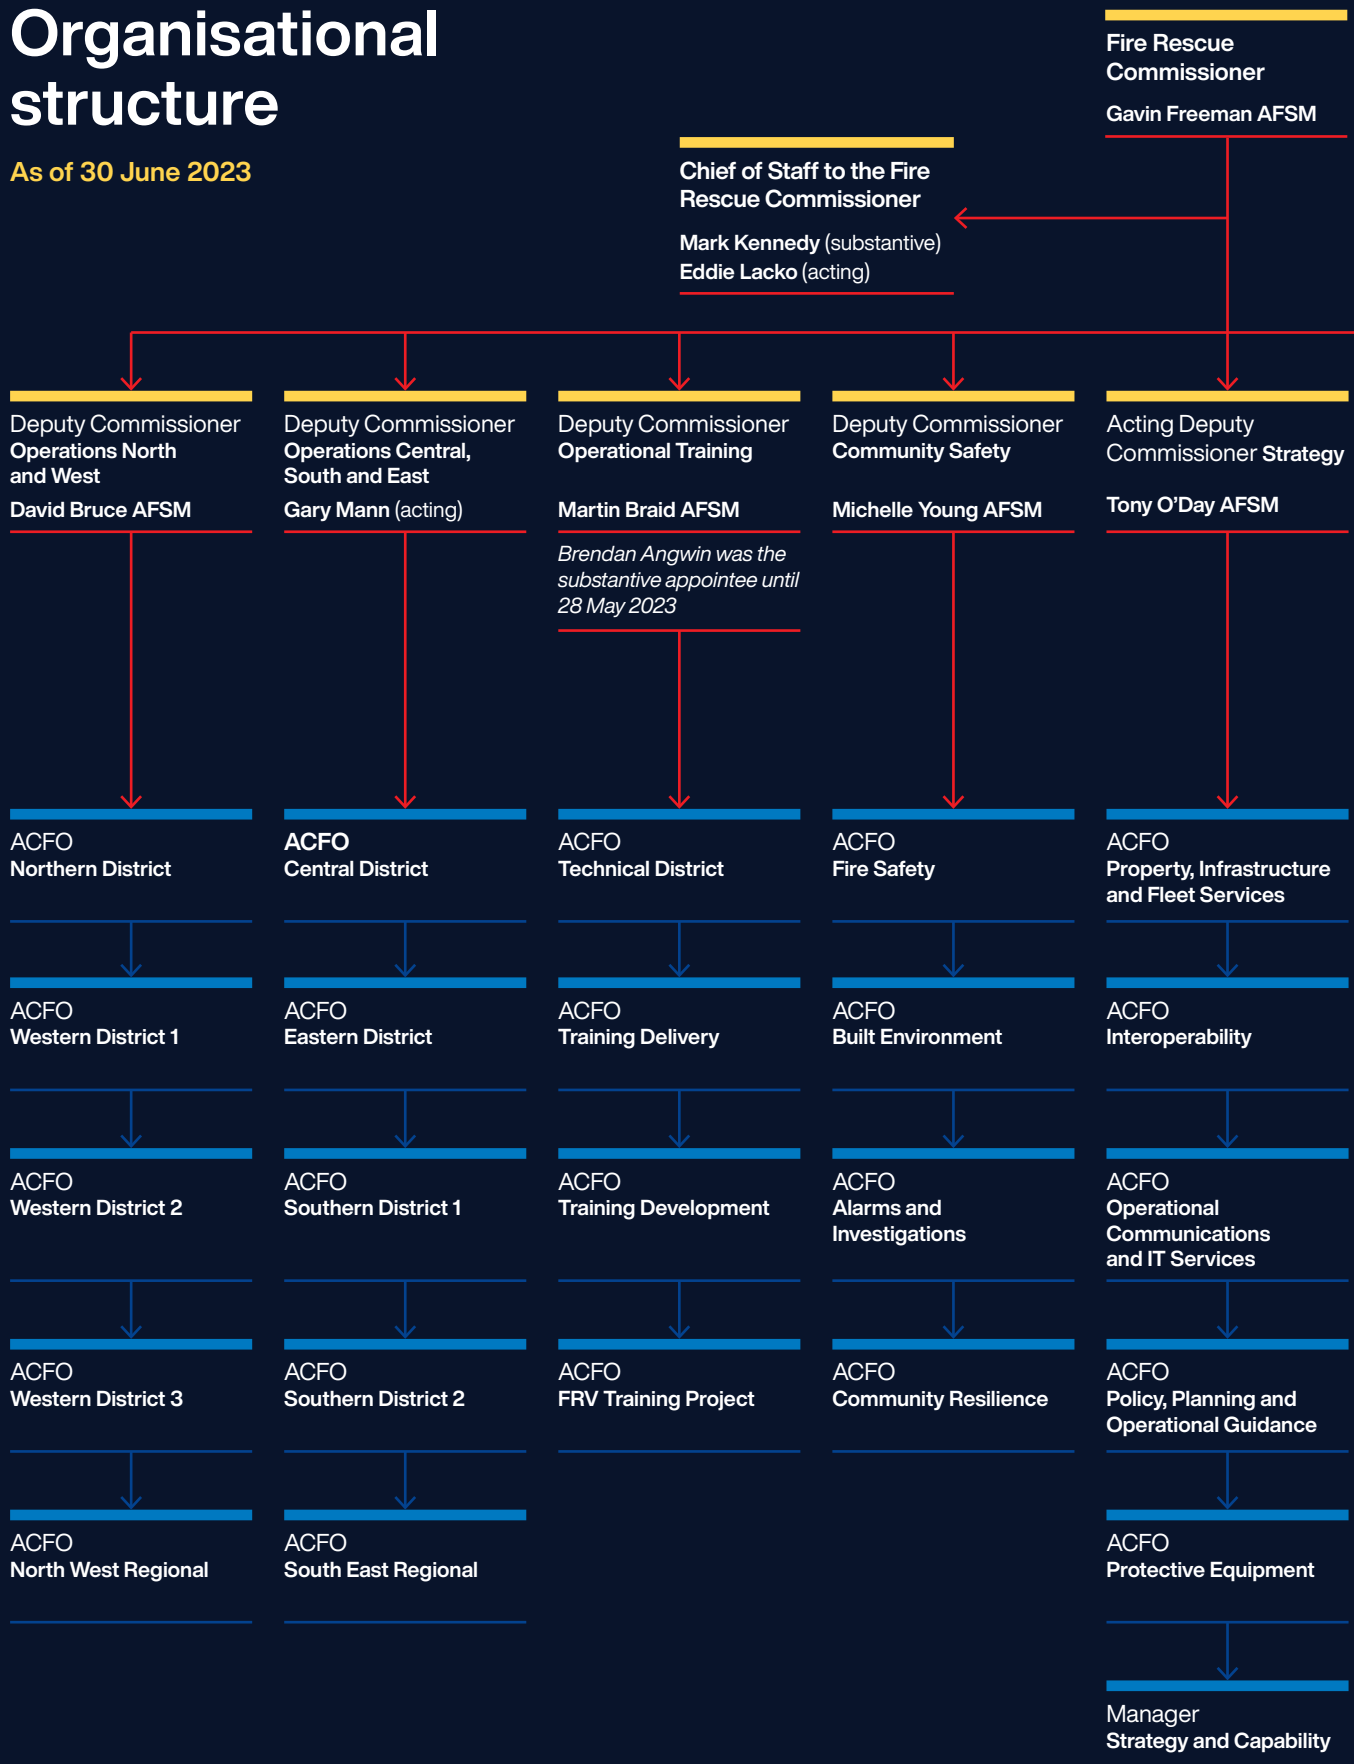 Organisational
structure
As of 30 June 2023
Fire Rescue
Commissioner
Gavin Freeman AFSM
Chief of Staff to the Fire
Rescue Commissioner
Mark Kennedy (substantive)
Eddie Lacko (acting)
Deputy Commissioner
Operations North
and West
David Bruce AFSM
Deputy Commissioner
Operations Central,
South and East
Gary Mann (acting)
Deputy Commissioner
Operational Training
Martin Braid AFSM
Brendan Angwin was the
substantive appointee until
28 May 2023
Deputy Commissioner
Community Safety
Michelle Young AFSM
Acting Deputy
Commissioner Strategy
Tony O’Day AFSM
ACFO
Northern District
ACFO
Central District
ACFO
Technical District
ACFO
Fire Safety
ACFO
Property, Infrastructure
and Fleet Services
ACFO
Western District 1
ACFO
Eastern District
ACFO
Training Delivery
ACFO
Built Environment
ACFO
Interoperability
ACFO
Western District 2
ACFO
Southern District 1
ACFO
Training Development
ACFO
Alarms and
Investigations
ACFO
Operational
Communications
and IT Services
ACFO
Western District 3
ACFO
Southern District 2
ACFO
FRV Training Project
ACFO
Community Resilience
ACFO
Policy, Planning and
Operational Guidance
ACFO
North West Regional
ACFO
South East Regional
ACFO
Protective Equipment
Manager
Strategy and Capability